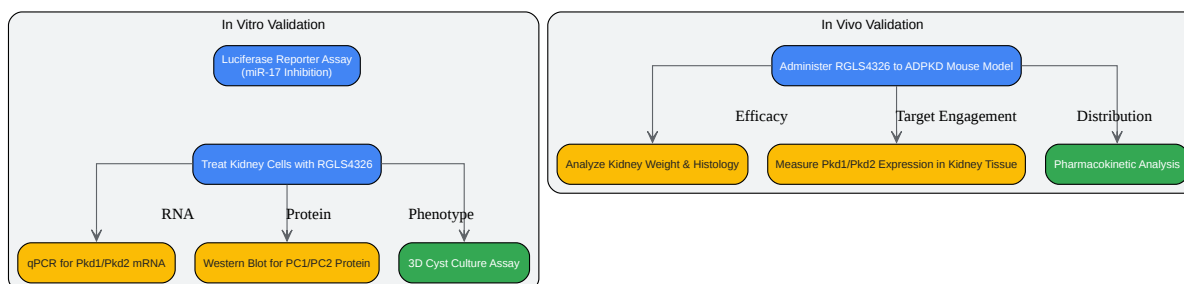 In Vitro Validation
Luciferase Reporter Assay
(miR-17 Inhibition)
Treat Kidney Cells with RGLS4326
RNA
Protein
Phenotype
qPCR for Pkd1/Pkd2 mRNA
Western Blot for PC1/PC2 Protein
3D Cyst Culture Assay
In Vivo Validation
Administer RGLS4326 to ADPKD Mouse Model
Efficacy
Target Engagement
Distribution
Analyze Kidney Weight & Histology
Measure Pkd1/Pkd2 Expression in Kidney Tissue
Pharmacokinetic Analysis